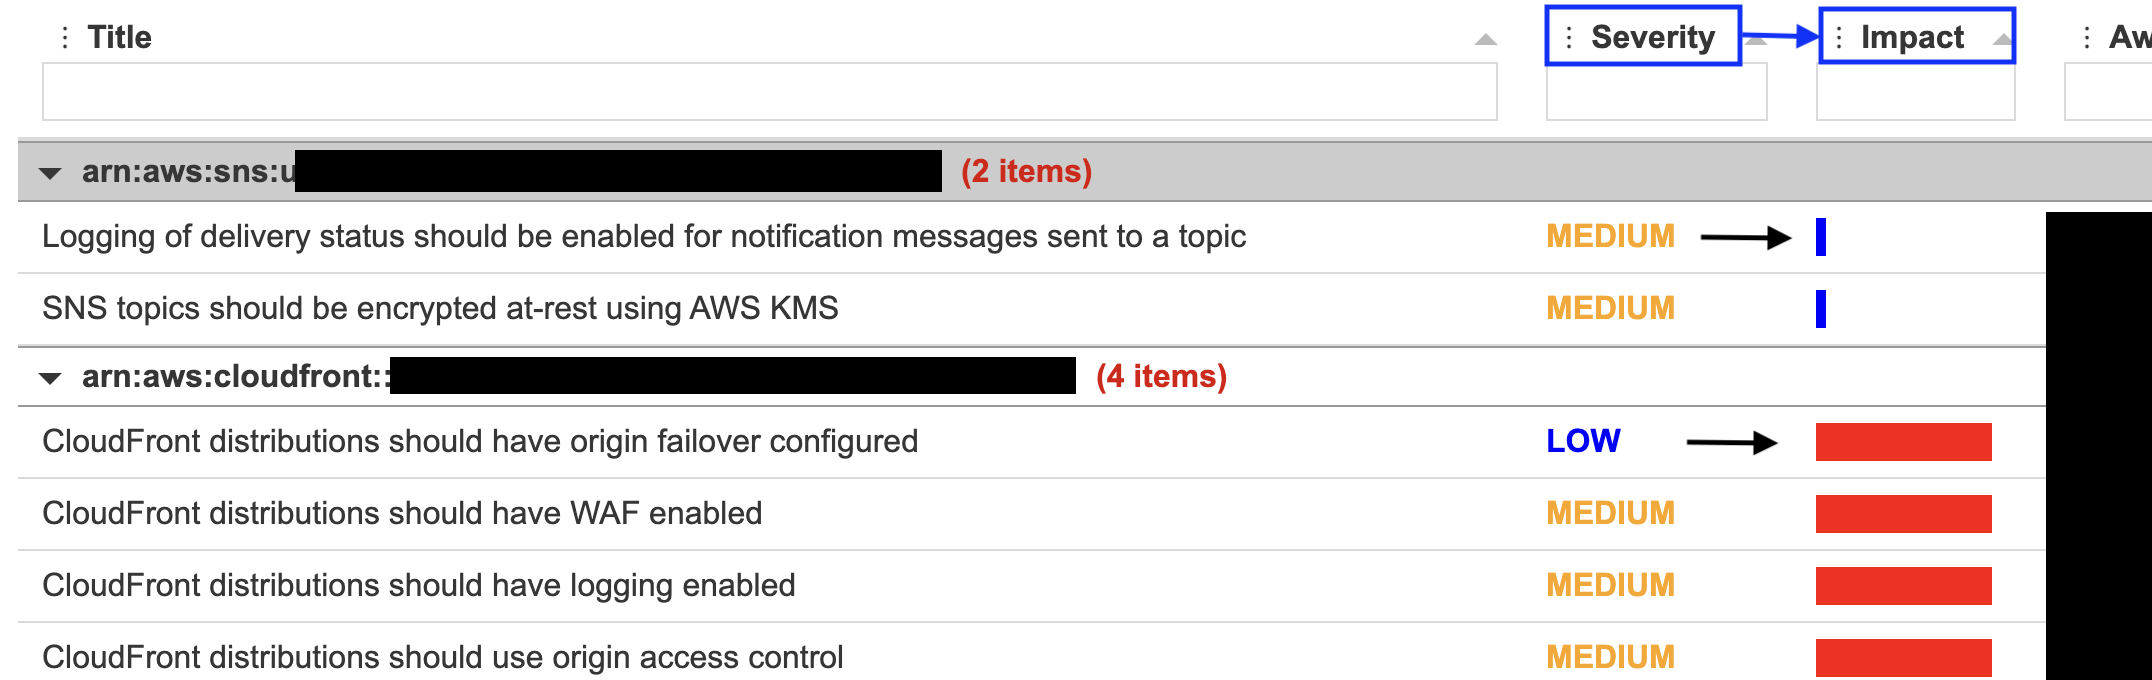 Title Severity Impact
arn:aws:sns:u (2 items)
Logging of delivery status should be enabled for notification messages sent to a topic MEDIUM
SNS topics should be encrypted at-rest using AWS KMS MEDIUM
arn:aws:cloudfront:: (4 items)
CloudFront distributions should have origin failover configured LOW
CloudFront distributions should have WAF enabled MEDIUM
CloudFront distributions should have logging enabled MEDIUM
CloudFront distributions should use origin access control MEDIUM